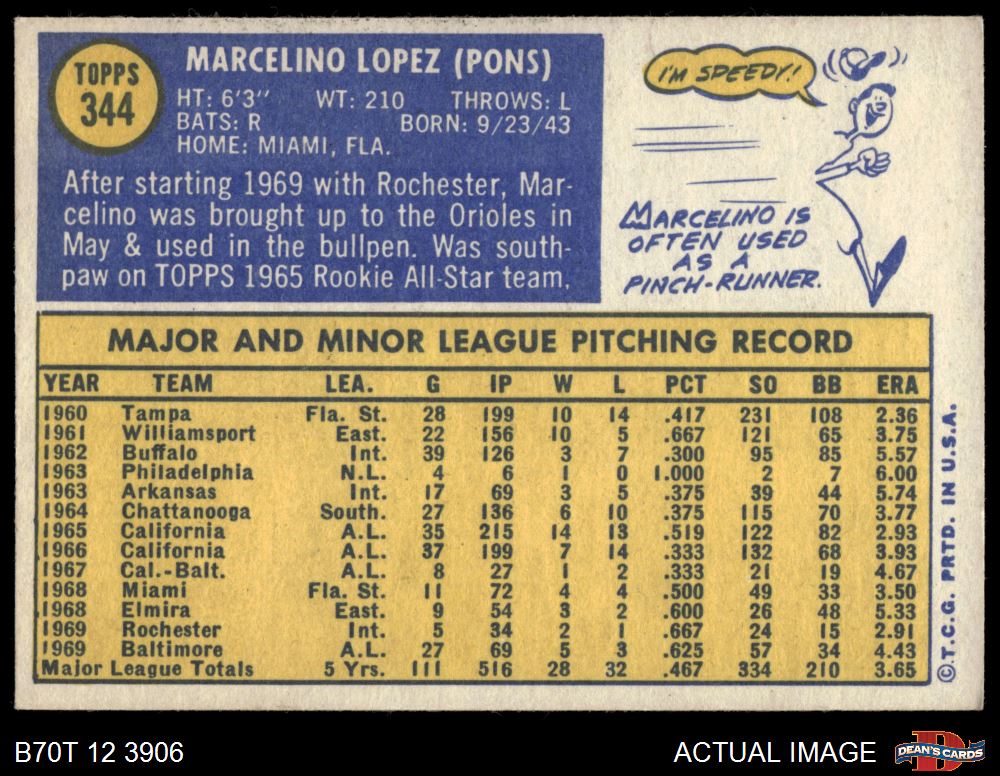 TOPPS
344
MARCELINO LOPEZ (PONS)
HT: 6'3" WT: 210 THROWS: L
BATS: R BORN: 9/23/43
HOME: MIAMI, FLA.
After starting 1969 with Rochester, Mar-
celino was brought up to the Orioles in
May & used in the bullpen. Was south-
paw on TOPPS 1965 Rookie All-Star team.
I'M SPEEDY!
MARCELINO IS
OFTEN USED
AS A
PINCH-RUNNER.
MAJOR AND MINOR LEAGUE PITCHING RECORD
YEAR TEAM LEA. G IP W L PCT SO BB ERA
1960 Tampa Fla. St. 28 199 10 14 .417 231 108 2.36
1961 Williamsport East. 22 156 10 5 .667 121 65 3.75
1962 Buffalo Int. 39 126 3 7 .300 95 85 5.57
1963 Philadelphia N.L. 4 6 1 0 1.000 2 7 6.00
1963 Arkansas Int. 17 69 3 5 .375 39 44 5.74
1964 Chattanooga South. 27 136 6 10 .375 115 70 3.77
1965 California A.L. 35 215 14 13 .519 122 82 2.93
1966 California A.L. 37 199 7 14 .333 132 68 3.93
1967 Cal.-Balt. A.L. 8 27 1 2 .333 21 19 4.67
1968 Miami Fla. St. 11 72 4 4 .500 49 33 3.50
1968 Elmira East. 9 54 3 2 .600 26 48 5.33
1969 Rochester Int. 5 34 2 1 .667 24 15 2.91
1969 Baltimore A.L. 27 69 5 3 .625 57 34 4.43
Major League Totals 5 Yrs. 111 516 28 32 .467 334 210 3.65
© T.C.G. PRTD. IN U.S.A.
B70T 12 3906
ACTUAL IMAGE
D
DEAN'S CARDS